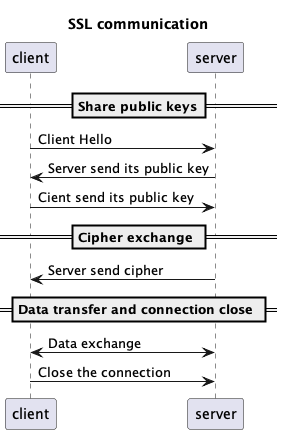 SSL communication
client server
Share public keys
Client Hello
Server send its public key
Cient send its public key
Cipher exchange
Server send cipher
Data transfer and connection close
Data exchange
Close the connection
client server